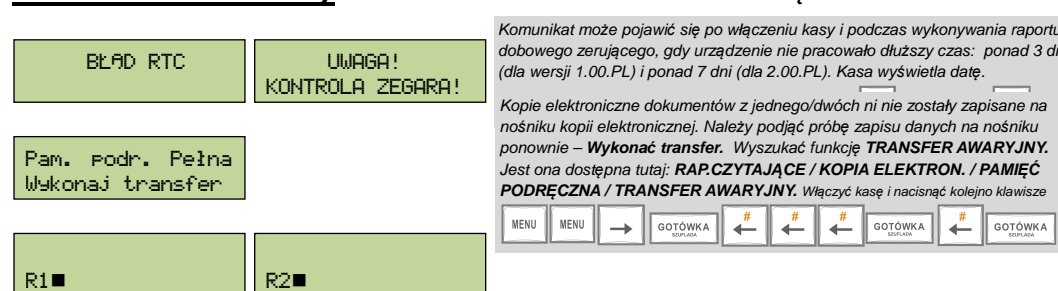 BŁĄD RTC
UWAGA!
KONTROLA ZEGARA!
Komunikat może pojawić się po włączeniu kasy i podczas wykonywania raportu
dobowego zerującego, gdy urządzenie nie pracowało dłuższy czas: ponad 3 dn
(dla wersji 1.00.PL) i ponad 7 dni (dla 2.00.PL). Kasa wyświetla datę.
Pam. podr. Pełna
Wykonaj transfer
Kopie elektroniczne dokumentów z jednego/dwóch ni nie zostały zapisane na
nośniku kopii elektronicznej. Należy podjąć próbę zapisu danych na nośniku
ponownie – Wykonać transfer. Wyszukać funkcję TRANSFER AWARYJNY.
Jest ona dostępna tutaj: RAP.CZYTAJĄCE / KOPIA ELEKTRON. / PAMIĘĆ
PODRĘCZNA / TRANSFER AWARYJNY. Włączyć kasę i nacisnąć kolejno klawisze
MENU MENU → GOTÓWKA SZUFLADA # ← # ← # ← GOTÓWKA SZUFLADA # ← GOTÓWKA SZUFLADA
R1■
R2■